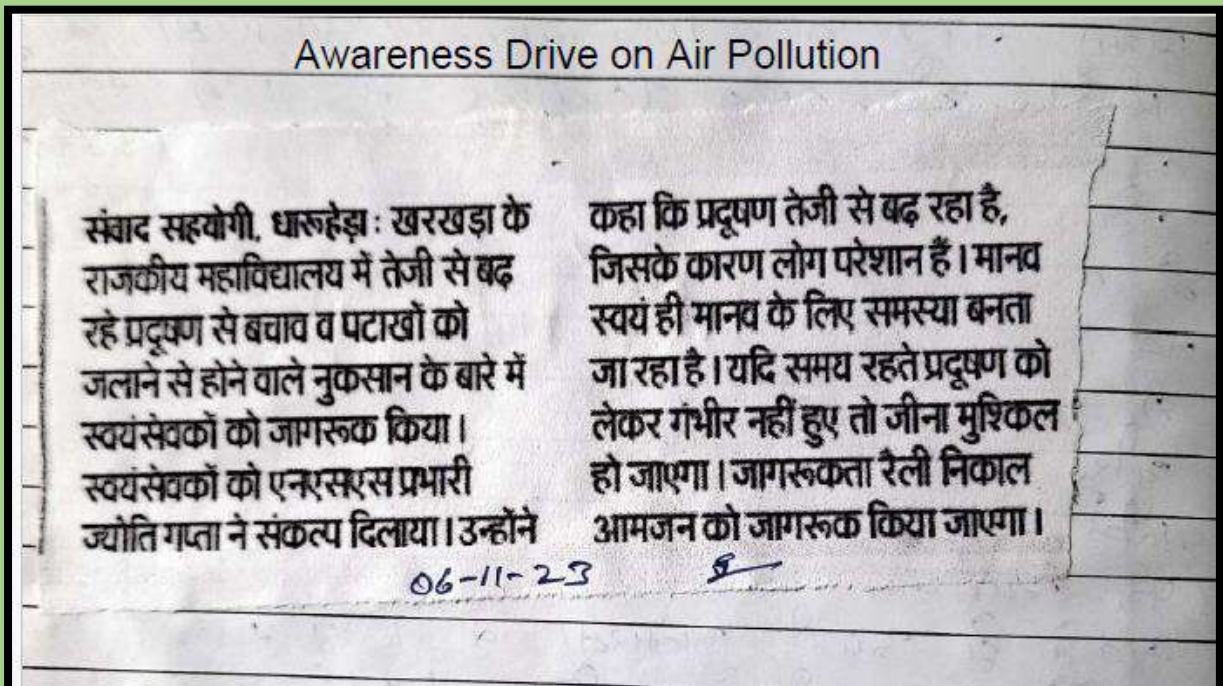 Awareness Drive on Air Pollution
संवाद सहयोगी, धारूहेड़ा : खरखड़ा के
राजकीय महाविद्यालय में तेजी से बढ़
रहे प्रदूषण से बचाव व पटाखों को
जलाने से होने वाले नुकसान के बारे में
स्वयंसेवकों को जागरूक किया।
स्वयंसेवकों को एनएसएस प्रभारी
ज्योति गुप्ता ने संकल्प दिलाया। उन्होंने
कहा कि प्रदूषण तेजी से बढ़ रहा है,
जिसके कारण लोग परेशान हैं। मानव
स्वयं ही मानव के लिए समस्या बनता
जा रहा है। यदि समय रहते प्रदूषण को
लेकर गंभीर नहीं हुए तो जीना मुश्किल
हो जाएगा। जागरूकता रैली निकाल
आमजन को जागरूक किया जाएगा।
06-11-23